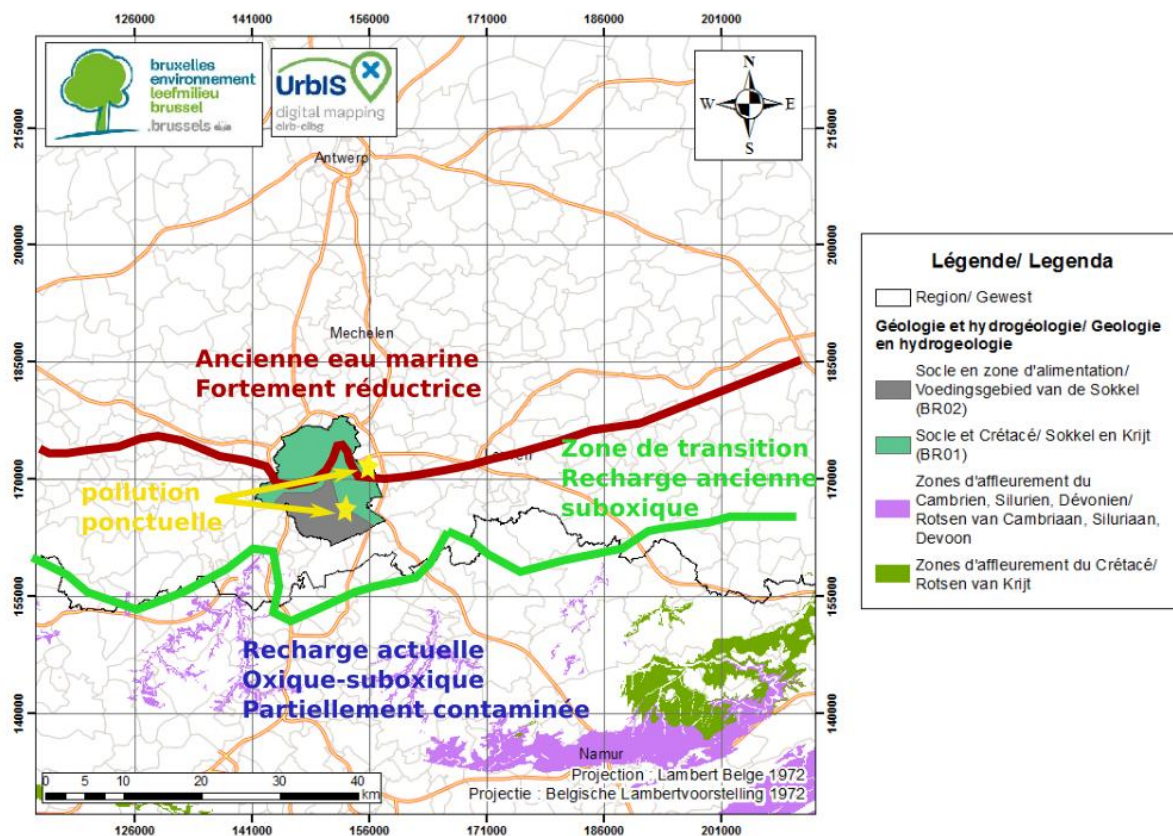 126000 141000 156000 171000 186000 201000
bruxelles
environnement
leefmilieu
brussel
.brussels
UrbIS
digital mapping
cirb-cibg
N
W E
S
215000 215000
Antwerp
200000 200000
Mechelen
Ancienne eau marine
Fortement réductrice
185000 185000
Zone de transition
Recharge ancienne
suboxique
170000 170000
pollution
ponctuelle
155000 155000
Recharge actuelle
Oxique-suboxique
Partiellement contaminée
140000 140000
Namur
0 5 10 20 30 40
km
Projection : Lambert Belge 1972
Projectie : Belgische Lambertvoorstelling 1972
126000 141000 156000 171000 186000 201000
Légende/ Legenda
Region/ Gewest
Géologie et hydrogéologie/ Geologie
en hydrogeologie
Socle en zone d'alimentation/
Voedingsgebied van de Sokkel
(BR02)
Socle et Crétacé/ Sokkel en Krijt
(BR01)
Zones d'affleurement du
Cambrien, Silurien, Dévonien/
Rotsen van Cambriaan, Siluriaan,
Devoon
Zones d'affleurement du Crétacé/
Rotsen van Krijt